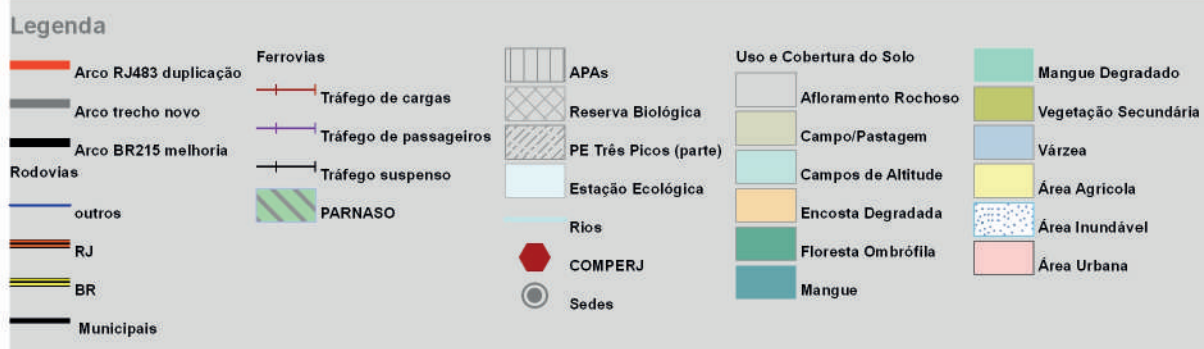 Legenda
Arco RJ483 duplicação
Arco trecho novo
Arco BR215 melhoria
Rodovias
outros
RJ
BR
Municipais
Ferrovias
Tráfego de cargas
Tráfego de passageiros
Tráfego suspenso
PARNASO
APAs
Reserva Biológica
PE Três Picos (parte)
Estação Ecológica
Rios
COMPERJ
Sedes
Uso e Cobertura do Solo
Afloramento Rochoso
Campo/Pastagem
Campos de Altitude
Encosta Degradada
Floresta Ombrófila
Mangue
Mangue Degradado
Vegetação Secundária
Várzea
Área Agricola
Área Inundável
Área Urbana